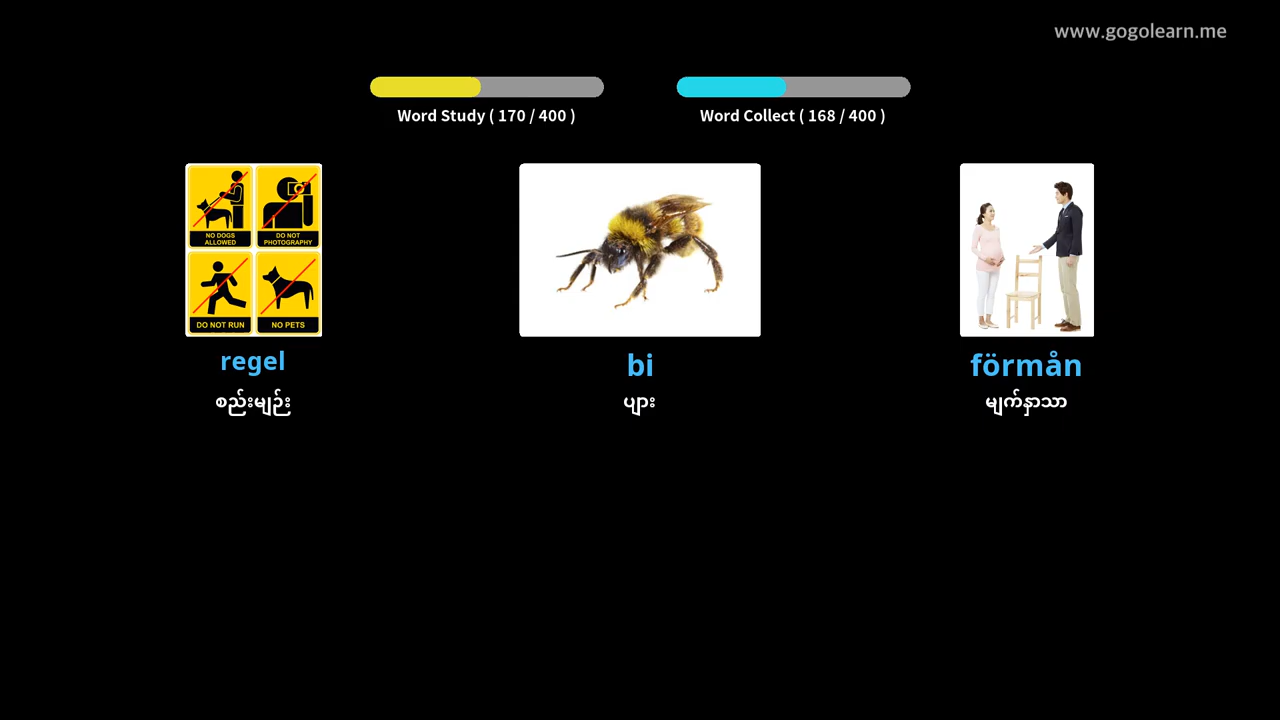 www.gogolearn.me
Word Study ( 170 / 400 )
Word Collect ( 168 / 400 )
NO DOGS
ALLOWED
DO NOT
PHOTOGRAPHY
DO NOT RUN
NO PETS
regel
bi
förmån
စည်းမျဉ်း
ပျား
မျက်နှာသာ